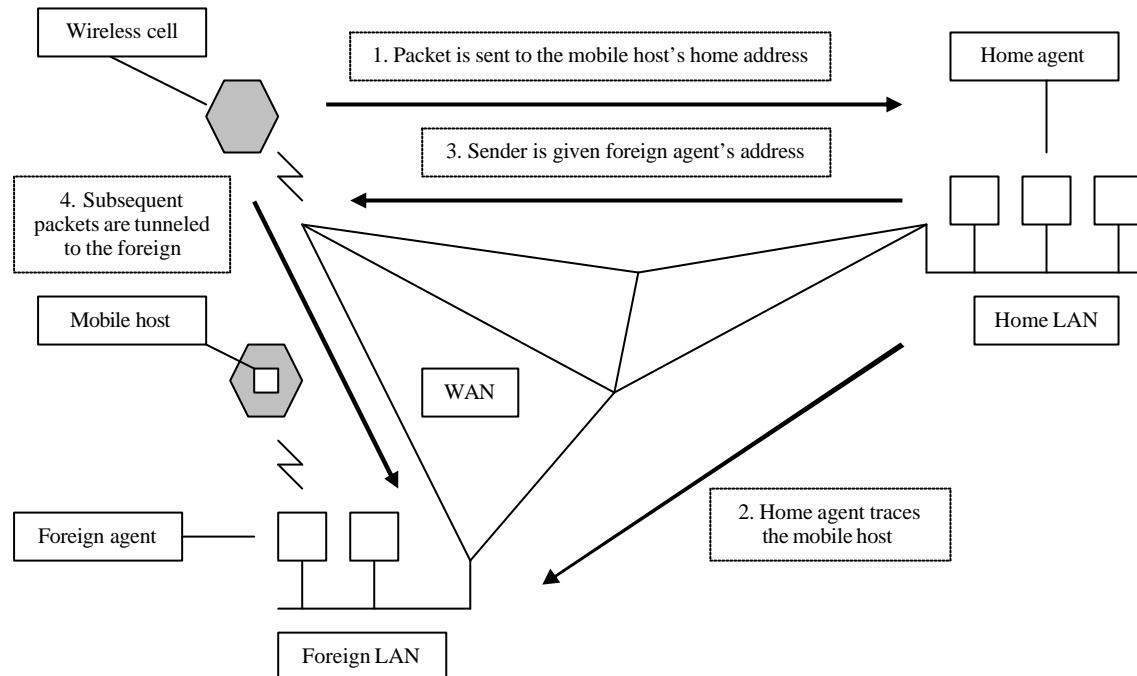 Wireless cell
1. Packet is sent to the mobile host's home address
Home agent
3. Sender is given foreign agent's address
4. Subsequent
packets are tunneled
to the foreign
Mobile host
Home LAN
WAN
2. Home agent traces
the mobile host
Foreign agent
Foreign LAN